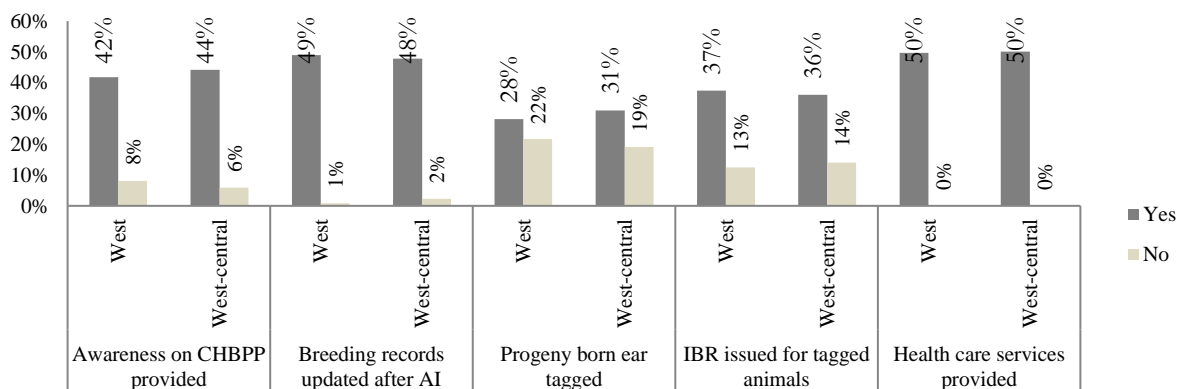 60%
50%
40%
30%
20%
10%
0%
42%
8%
44%
6%
49%
1%
48%
2%
28%
22%
31%
19%
37%
13%
36%
14%
50%
0%
50%
0%
West
West-central
West
West-central
West
West-central
West
West-central
West
West-central
Awareness on CHBPP
provided
Breeding records
updated after AI
Progeny born ear
tagged
IBR issued for tagged
animals
Health care services
provided
Yes
No